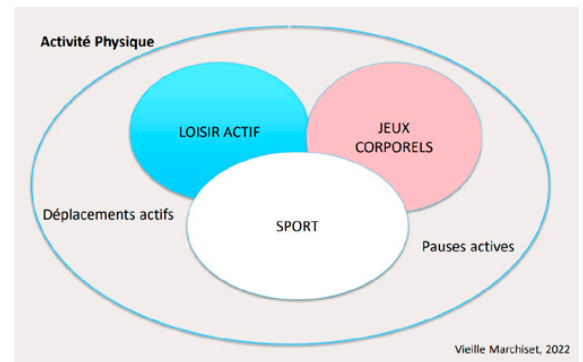 Activité Physique
LOISIR ACTIF
JEUX
CORPORELS
Déplacements actifs
SPORT
Pauses actives
Vieille Marchiset, 2022